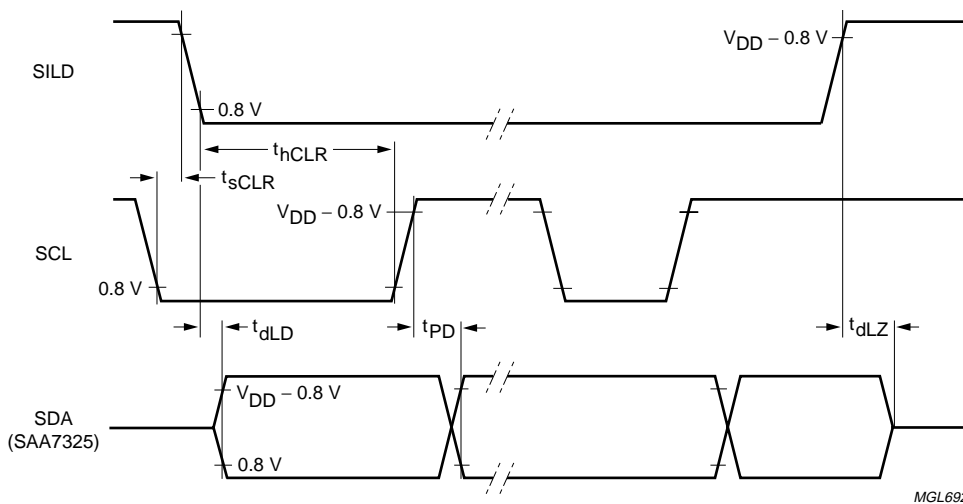 SILD
V_DD – 0.8 V
0.8 V
t_hCLR
t_sCLR
V_DD – 0.8 V
SCL
0.8 V
t_dLD
t_PD
t_dLZ
V_DD – 0.8 V
SDA
(SAA7325)
0.8 V